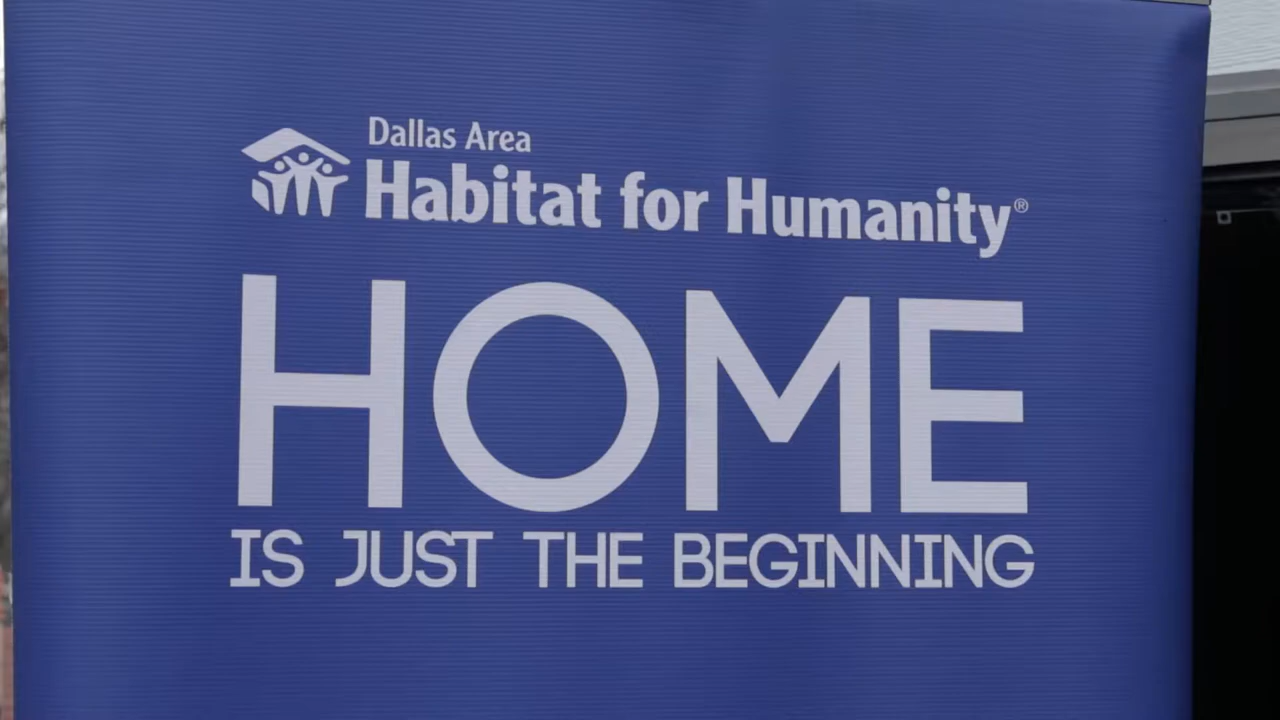 Dallas Area
Habitat for Humanity®
HOME
IS JUST THE BEGINNING